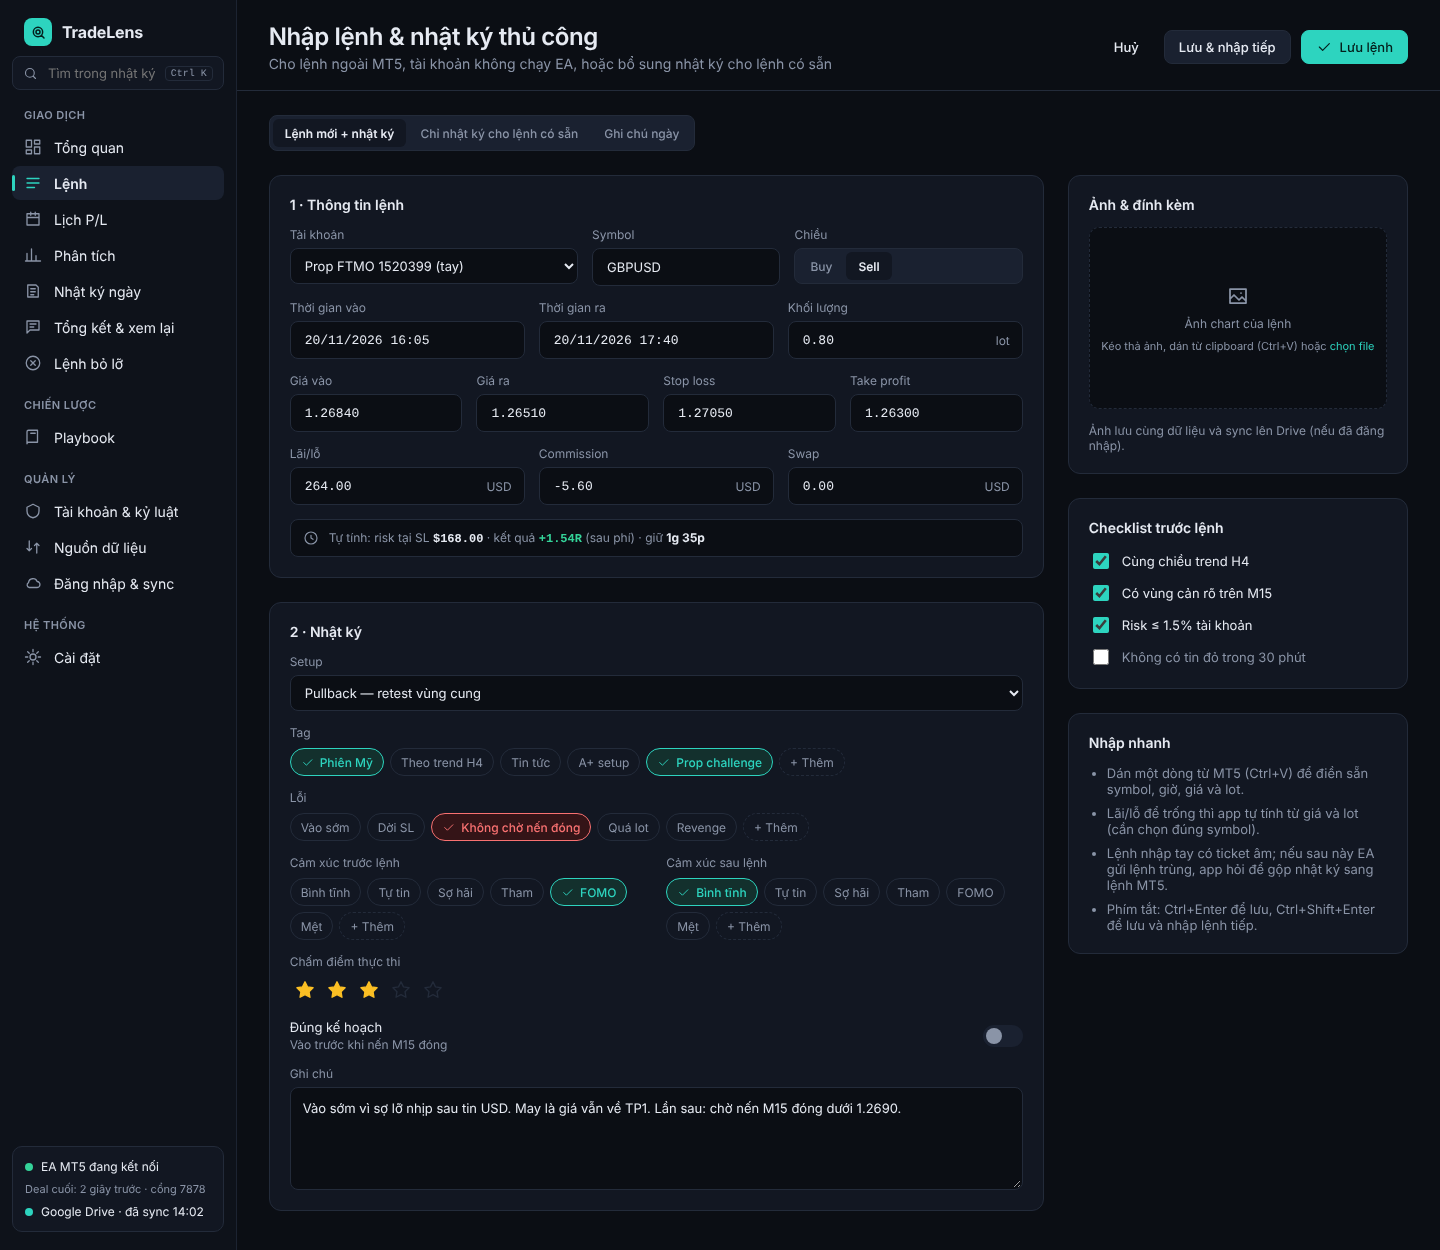 TradeLens
Tìm trong nhật ký
Ctrl K
GIAO DỊCH
Tổng quan
Lệnh
Lịch P/L
Phân tích
Nhật ký ngày
Tổng kết & xem lại
Lệnh bỏ lỡ
CHIẾN LƯỢC
Playbook
QUẢN LÝ
Tài khoản & kỷ luật
Nguồn dữ liệu
Đăng nhập & sync
HỆ THỐNG
Cài đặt
EA MT5 đang kết nối
Deal cuối: 2 giây trước · cổng 7878
Google Drive · đã sync 14:02
Nhập lệnh & nhật ký thủ công
Cho lệnh ngoài MT5, tài khoản không chạy EA, hoặc bổ sung nhật ký cho lệnh có sẵn
Huỷ
Lưu & nhập tiếp
Lưu lệnh
Lệnh mới + nhật ký
Chỉ nhật ký cho lệnh có sẵn
Ghi chú ngày
1 · Thông tin lệnh
Tài khoản
Symbol
Chiều
Prop FTMO 1520399 (tay)
GBPUSD
Buy
Sell
Thời gian vào
Thời gian ra
Khối lượng
20/11/2026 16:05
20/11/2026 17:40
0.80
lot
Giá vào
Giá ra
Stop loss
Take profit
1.26840
1.26510
1.27050
1.26300
Lãi/lỗ
Commission
Swap
264.00
USD
-5.60
USD
0.00
USD
Tự tính: risk tại SL $168.00 · kết quả +1.54R (sau phí) · giữ 1g 35p
2 · Nhật ký
Setup
Pullback — retest vùng cung
Tag
Phiên Mỹ
Theo trend H4
Tin tức
A+ setup
Prop challenge
+ Thêm
Lỗi
Vào sớm
Dời SL
Không chờ nến đóng
Quá lot
Revenge
+ Thêm
Cảm xúc trước lệnh
Bình tĩnh
Tự tin
Sợ hãi
Tham
FOMO
Mệt
+ Thêm
Cảm xúc sau lệnh
Bình tĩnh
Tự tin
Sợ hãi
Tham
FOMO
Mệt
+ Thêm
Chấm điểm thực thi
Đúng kế hoạch
Vào trước khi nến M15 đóng
Ghi chú
Vào sớm vì sợ lỡ nhịp sau tin USD. May là giá vẫn về TP1. Lần sau: chờ nến M15 đóng dưới 1.2690.
Ảnh & đính kèm
Ảnh chart của lệnh
Kéo thả ảnh, dán từ clipboard (Ctrl+V) hoặc chọn file
Ảnh lưu cùng dữ liệu và sync lên Drive (nếu đã đăng
nhập).
Checklist trước lệnh
Cùng chiều trend H4
Có vùng cản rõ trên M15
Risk ≤ 1.5% tài khoản
Không có tin đỏ trong 30 phút
Nhập nhanh
• Dán một dòng từ MT5 (Ctrl+V) để điền sẵn
symbol, giờ, giá và lot.
• Lãi/lỗ để trống thì app tự tính từ giá và lot
(cần chọn đúng symbol).
• Lệnh nhập tay có ticket âm; nếu sau này EA
gửi lệnh trùng, app hỏi để gộp nhật ký sang
lệnh MT5.
• Phím tắt: Ctrl+Enter để lưu, Ctrl+Shift+Enter
để lưu và nhập lệnh tiếp.